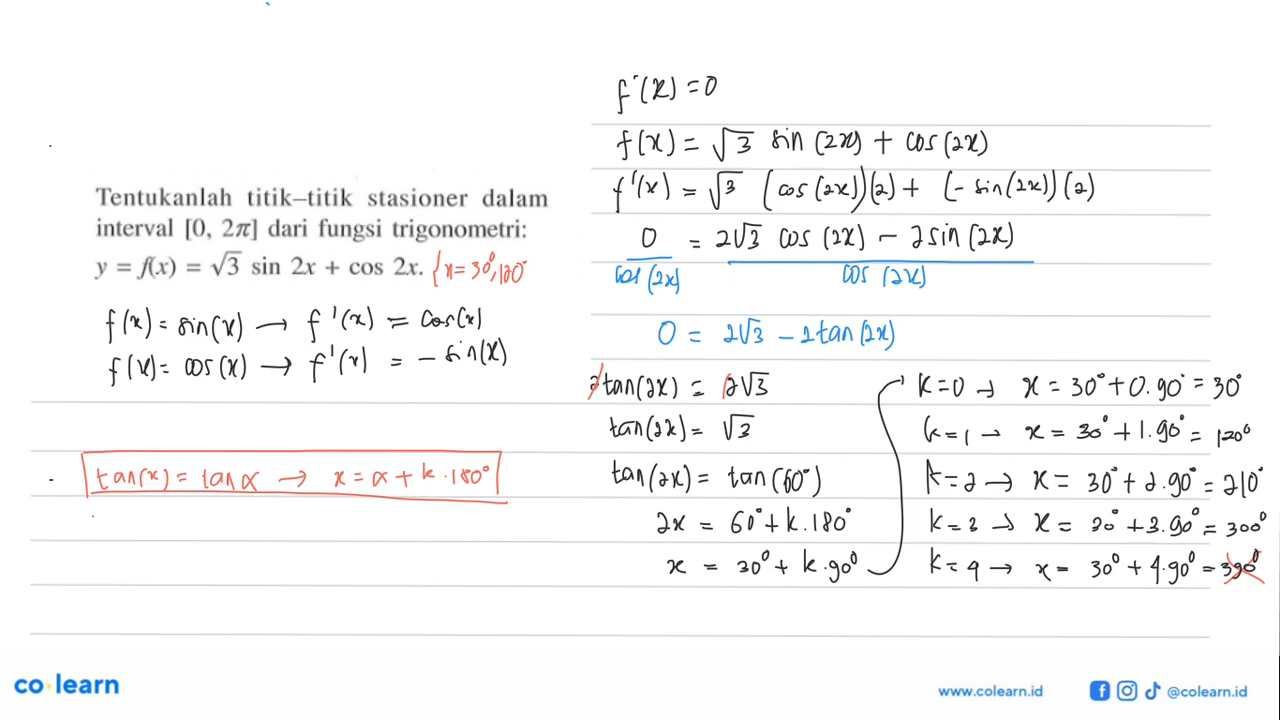 Tentukanlah titik–titik stasioner dalam
interval [0, 2π] dari fungsi trigonometri:
y = f(x) = √3 sin 2x + cos 2x. {x = 30°, 120°
f(x) = sin(x) → f'(x) = cos(x)
f(x) = cos(x) → f'(x) = - sin(x)
tan(x) = tan α → x = α + k . 180°
f'(x) = 0
f(x) = √3 sin (2x) + cos (2x)
f'(x) = √3 (cos(2x))(2) + (- sin(2x))(2)
0 = 2√3 cos (2x) - 2 sin (2x)
cos (2x) cos (2x)
0 = 2√3 - 2 tan (2x)
2 tan (2x) = 2√3
tan (2x) = √3
tan (2x) = tan (60°)
2x = 60° + k . 180°
x = 30° + k . 90°
k = 0 → x = 30° + 0 . 90° = 30°
k = 1 → x = 30° + 1 . 90° = 120°
k = 2 → x = 30° + 2 . 90° = 210°
k = 3 → x = 30° + 3 . 90° = 300°
k = 4 → x = 30° + 4 . 90° = 390°
co learn
www.colearn.id
@colearn.id